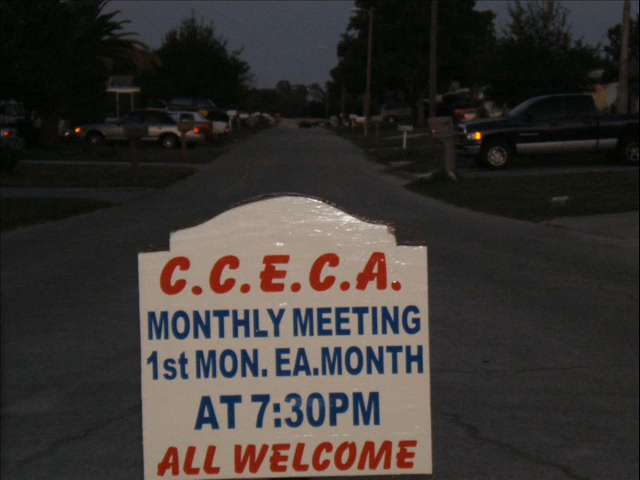 C.C.E.C.A.
MONTHLY MEETING
1st MON. EA.MONTH
AT 7:30PM
ALL WELCOME